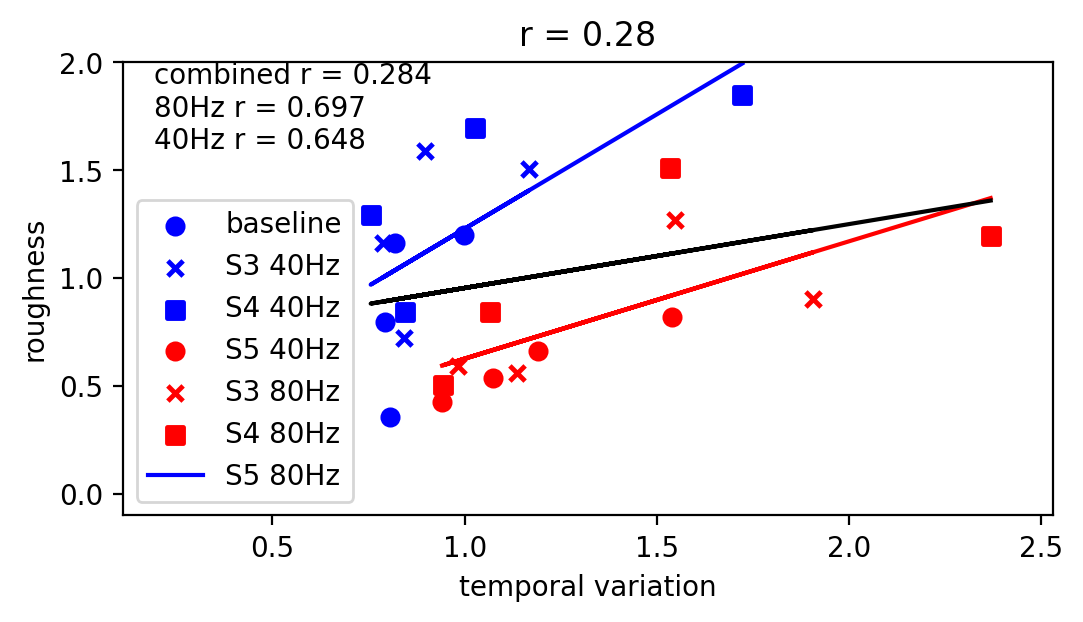 r = 0.28
combined r = 0.284
80Hz r = 0.697
40Hz r = 0.648
baseline
S3 40Hz
S4 40Hz
S5 40Hz
S3 80Hz
S4 80Hz
S5 80Hz
roughness
2.0
1.5
1.0
0.5
0.0
0.5
1.0
1.5
2.0
2.5
temporal variation